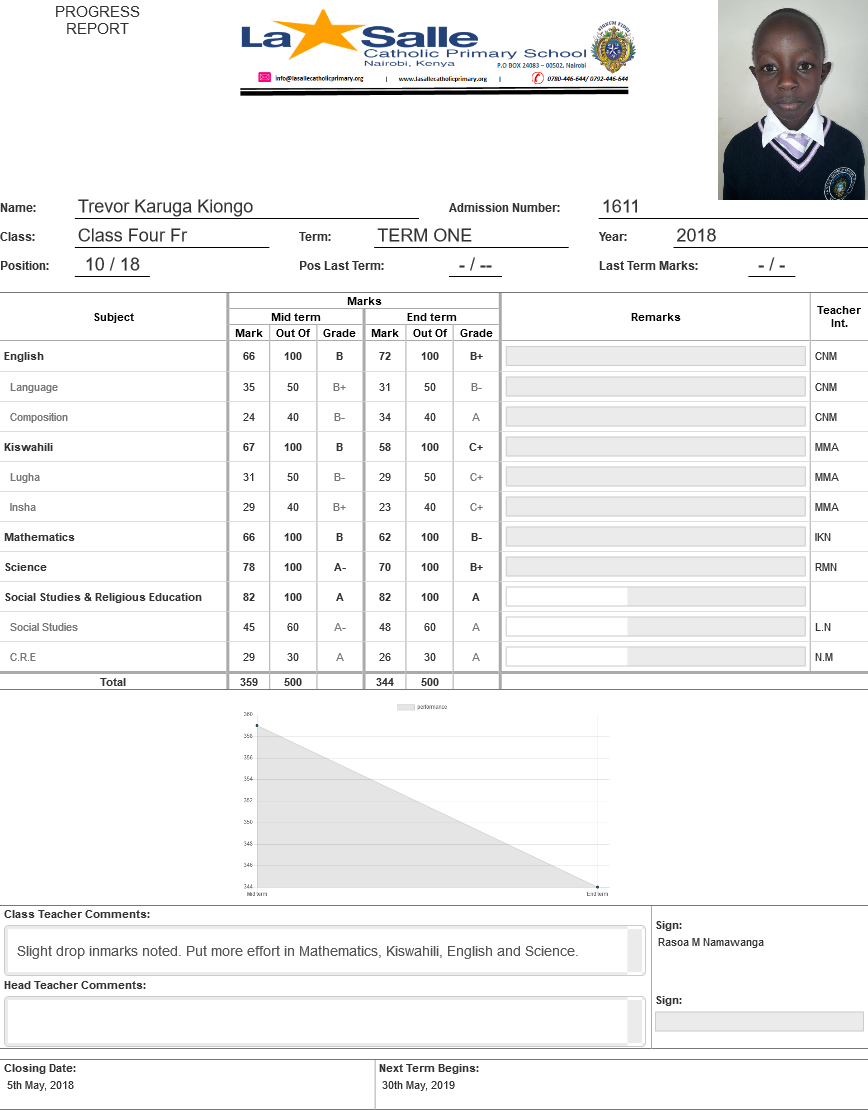 PROGRESS
REPORT
La Salle
Catholic Primary School
Nairobi, Kenya
P.O BOX 24083 – 00502, Nairobi
info@lasallecatholicprimary.org | www.lasallecatholicprimary.org | 0780-446-644/ 0792-446-644
Name: Trevor Karuga Kiongo Admission Number: 1611
Class: Class Four Fr Term: TERM ONE Year: 2018
Position: 10 / 18 Pos Last Term: - / -- Last Term Marks: - / -
Marks
Subject Mid term End term Remarks Teacher Int.
Mark Out Of Grade Mark Out Of Grade
English 66 100 B 72 100 B+ CNM
Language 35 50 B+ 31 50 B- CNM
Composition 24 40 B- 34 40 A CNM
Kiswahili 67 100 B 58 100 C+ MMA
Lugha 31 50 B- 29 50 C+ MMA
Insha 29 40 B+ 23 40 C+ MMA
Mathematics 66 100 B 62 100 B- IKN
Science 78 100 A- 70 100 B+ RMN
Social Studies & Religious Education 82 100 A 82 100 A
Social Studies 45 60 A- 48 60 A L.N
C.R.E 29 30 A 26 30 A N.M
Total 359 500 344 500
performance
360
358
356
354
352
350
348
346
344
Mid term End term
Class Teacher Comments:
Slight drop inmarks noted. Put more effort in Mathematics, Kiswahili, English and Science.
Sign:
Rasoa M Namawanga
Head Teacher Comments:
Sign:
Closing Date: Next Term Begins:
5th May, 2018 30th May, 2019